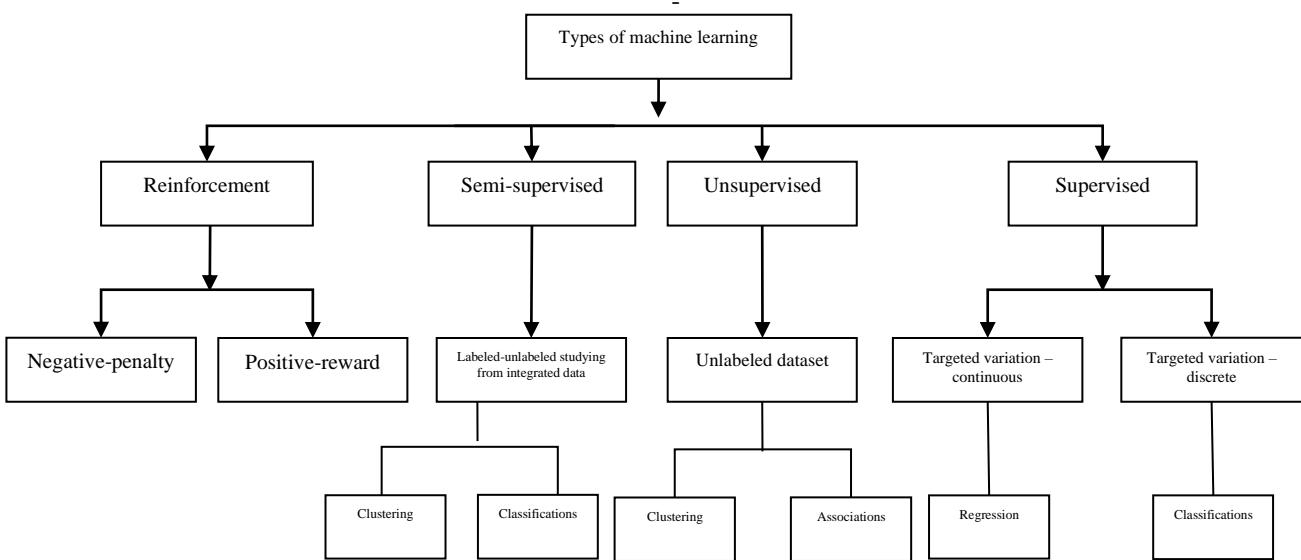 Types of machine learning
Reinforcement
Semi-supervised
Unsupervised
Supervised
Negative-penalty
Positive-reward
Labeled-unlabeled studying
from integrated data
Unlabeled dataset
Targeted variation –
continuous
Targeted variation –
discrete
Clustering
Classifications
Clustering
Associations
Regression
Classifications